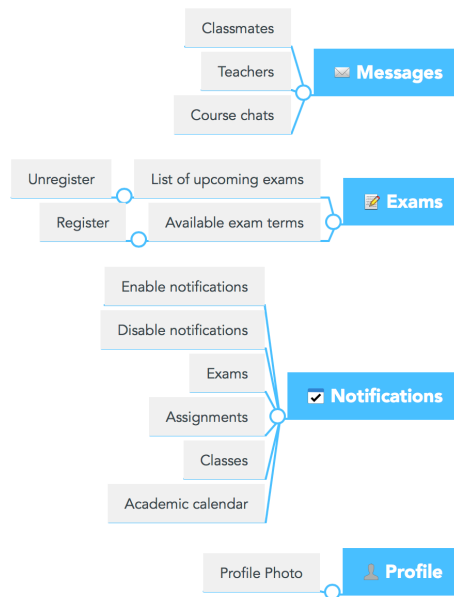 Classmates
Teachers
Course chats
Messages
Unregister
List of upcoming exams
Register
Available exam terms
Exams
Enable notifications
Disable notifications
Exams
Assignments
Classes
Academic calendar
Notifications
Profile Photo
Profile